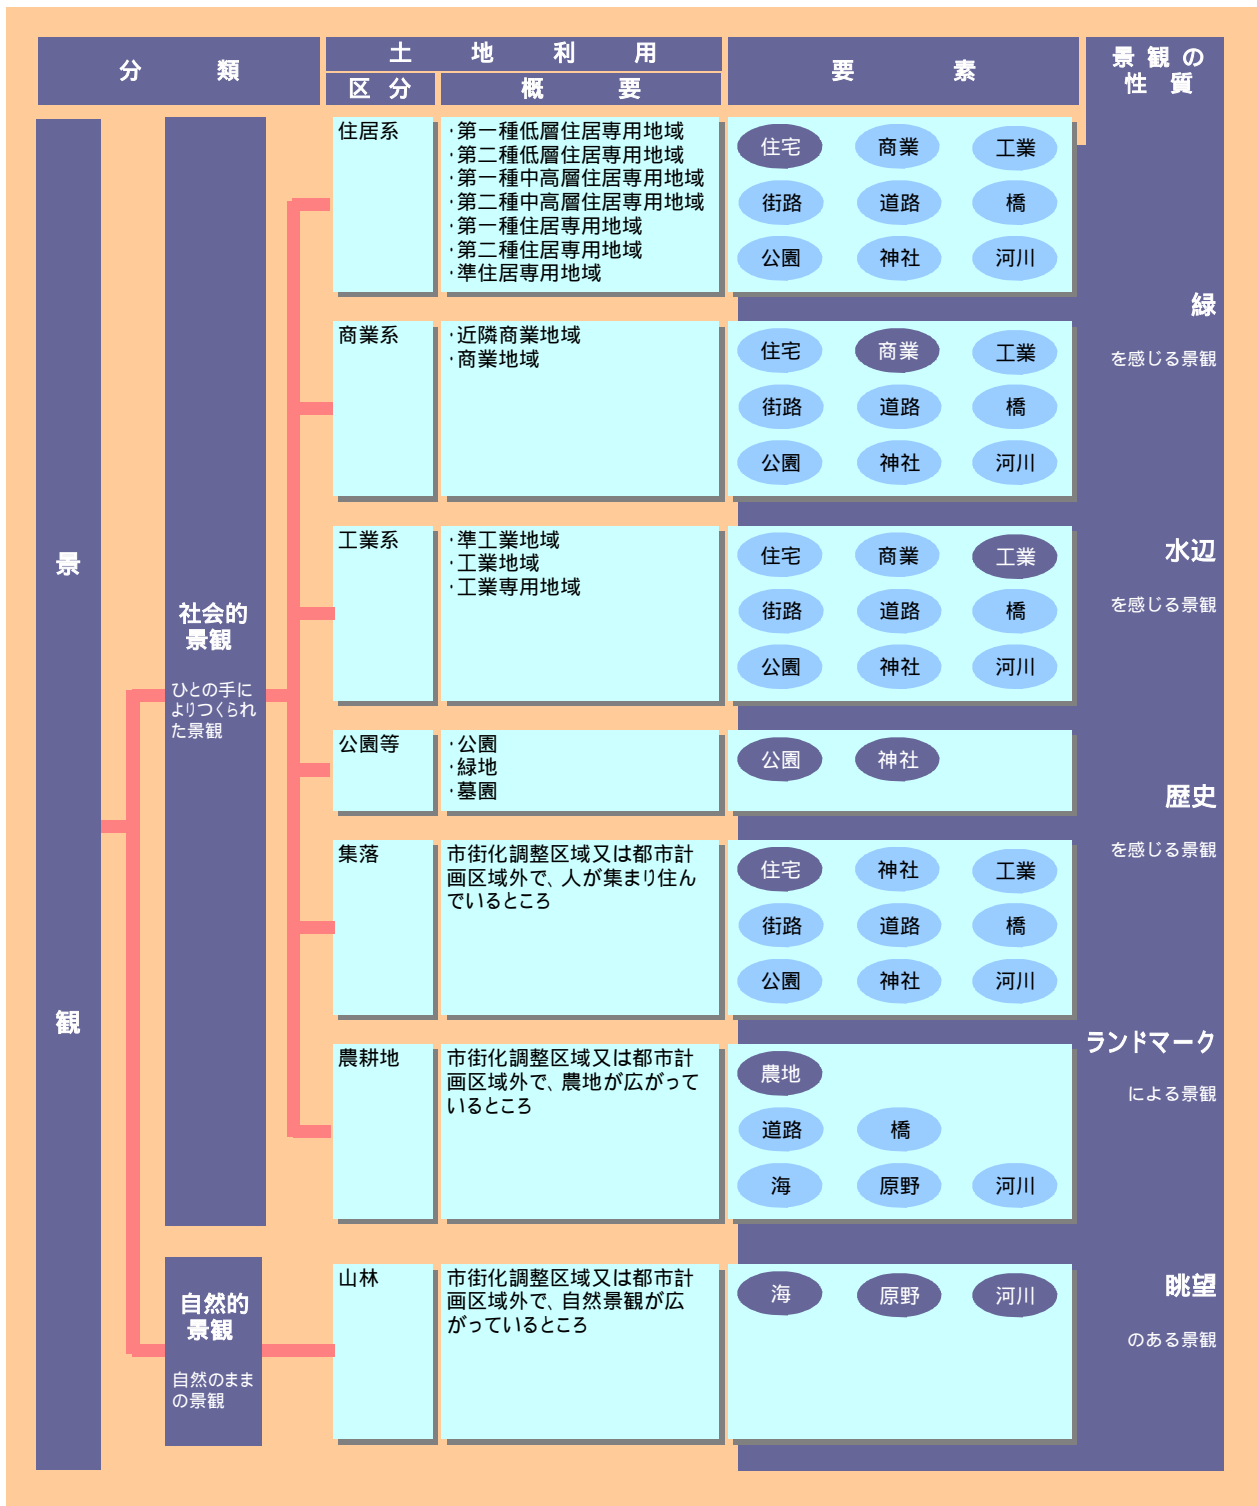 分類
土地利用
区分
概要
要素
景観の
性質
景観
社会的
景観
ひとの手に
よりつくられ
た景観
住居系
・第一種低層住居専用地域
・第二種低層住居専用地域
・第一種中高層住居専用地域
・第二種中高層住居専用地域
・第一種住居専用地域
・第二種住居専用地域
・準住居専用地域
住宅 商業 工業
街路 道路 橋
公園 神社 河川
商業系
・近隣商業地域
・商業地域
住宅 商業 工業
街路 道路 橋
公園 神社 河川
工業系
・準工業地域
・工業地域
・工業専用地域
住宅 商業 工業
街路 道路 橋
公園 神社 河川
公園等
・公園
・緑地
・墓園
公園 神社
集落
市街化調整区域又は都市計
画区域外で、人が集まり住ん
でいるところ
住宅 神社 工業
街路 道路 橋
公園 神社 河川
農耕地
市街化調整区域又は都市計
画区域外で、農地が広がって
いるところ
農地
道路 橋
海 原野 河川
自然的
景観
自然のまま
の景観
山林
市街化調整区域又は都市計
画区域外で、自然景観が広
がっているところ
海 原野 河川
緑
を感じる景観
水辺
を感じる景観
歴史
を感じる景観
ランドマーク
による景観
眺望
のある景観